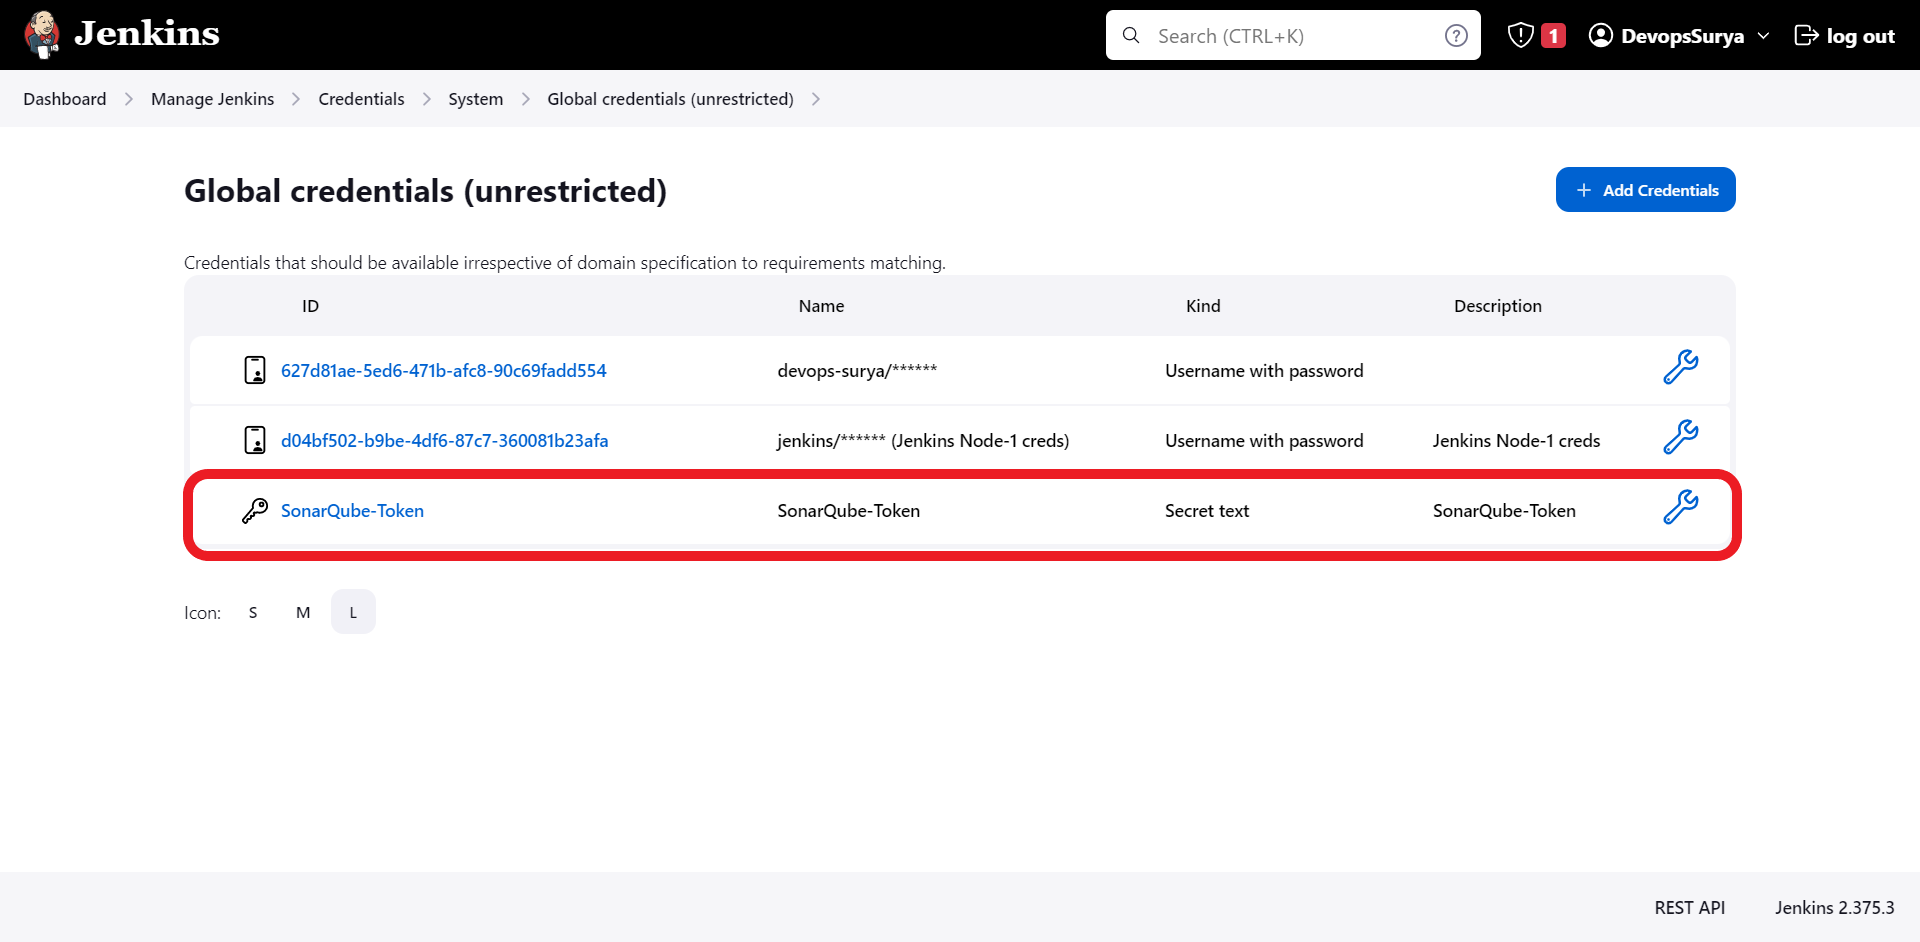 Jenkins
Search (CTRL+K)
1
DevopsSurya
log out
Dashboard
Manage Jenkins
Credentials
System
Global credentials (unrestricted)
Global credentials (unrestricted)
Add Credentials
Credentials that should be available irrespective of domain specification to requirements matching.
ID Name Kind Description
627d81ae-5ed6-471b-afc8-90c69fadd554 devops-surya/****** Username with password
d04bf502-b9be-4df6-87c7-360081b23afa jenkins/****** (Jenkins Node-1 creds) Username with password Jenkins Node-1 creds
SonarQube-Token SonarQube-Token Secret text SonarQube-Token
Icon: S M L
REST API Jenkins 2.375.3